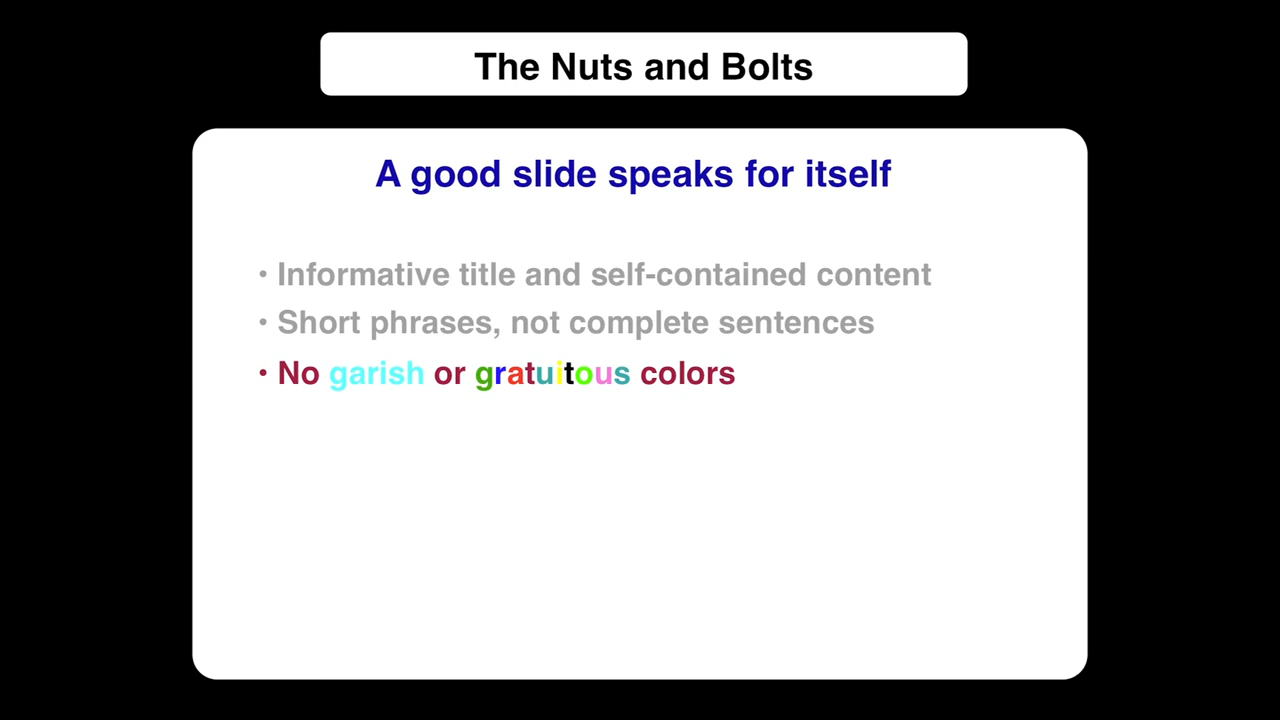 The Nuts and Bolts
A good slide speaks for itself
• Informative title and self-contained content
• Short phrases, not complete sentences
• No garish or gratuitous colors